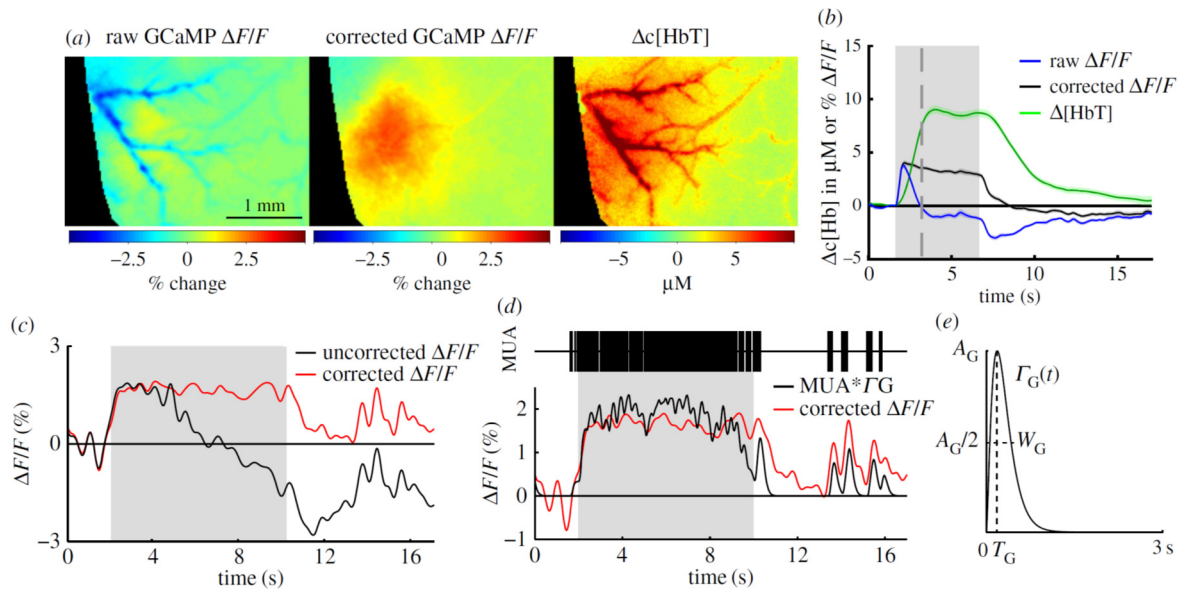 (a) raw GCaMP ΔF/F corrected GCaMP ΔF/F Δc[HbT]
1 mm
−2.5 0 2.5
% change
−2.5 0 2.5
% change
−5 0 5
μM
(b)
Δc[Hb] in μM or % ΔF/F
15
10
5
0
−5
raw ΔF/F
corrected ΔF/F
Δ[HbT]
0 5 10 15
time (s)
(c)
ΔF/F (%)
3
0
−3
uncorrected ΔF/F
corrected ΔF/F
0 4 8 12 16
time (s)
(d)
MUA
ΔF/F (%)
2
1
0
−1
MUA*ΓG
corrected ΔF/F
0 4 8 12 16
time (s)
(e)
A_G
Γ_G(t)
A_G/2
W_G
0 T_G 3 s